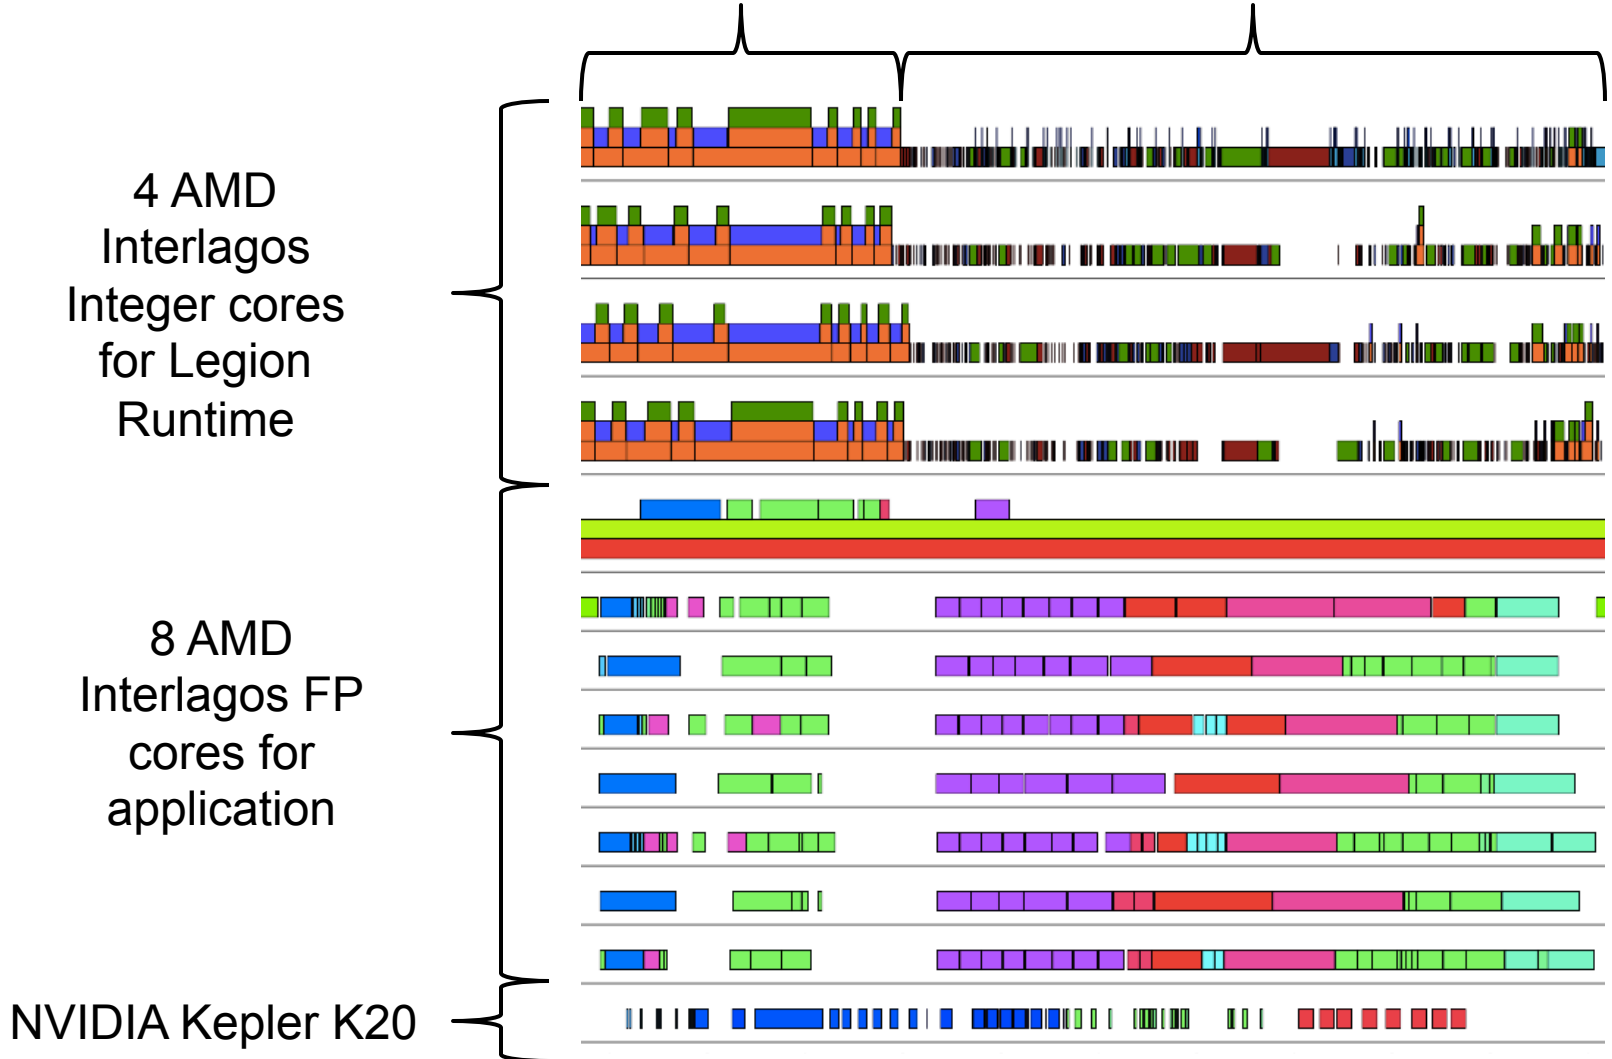 4 AMD
Interlagos
Integer cores
for Legion
Runtime
8 AMD
Interlagos FP
cores for
application
NVIDIA Kepler K20